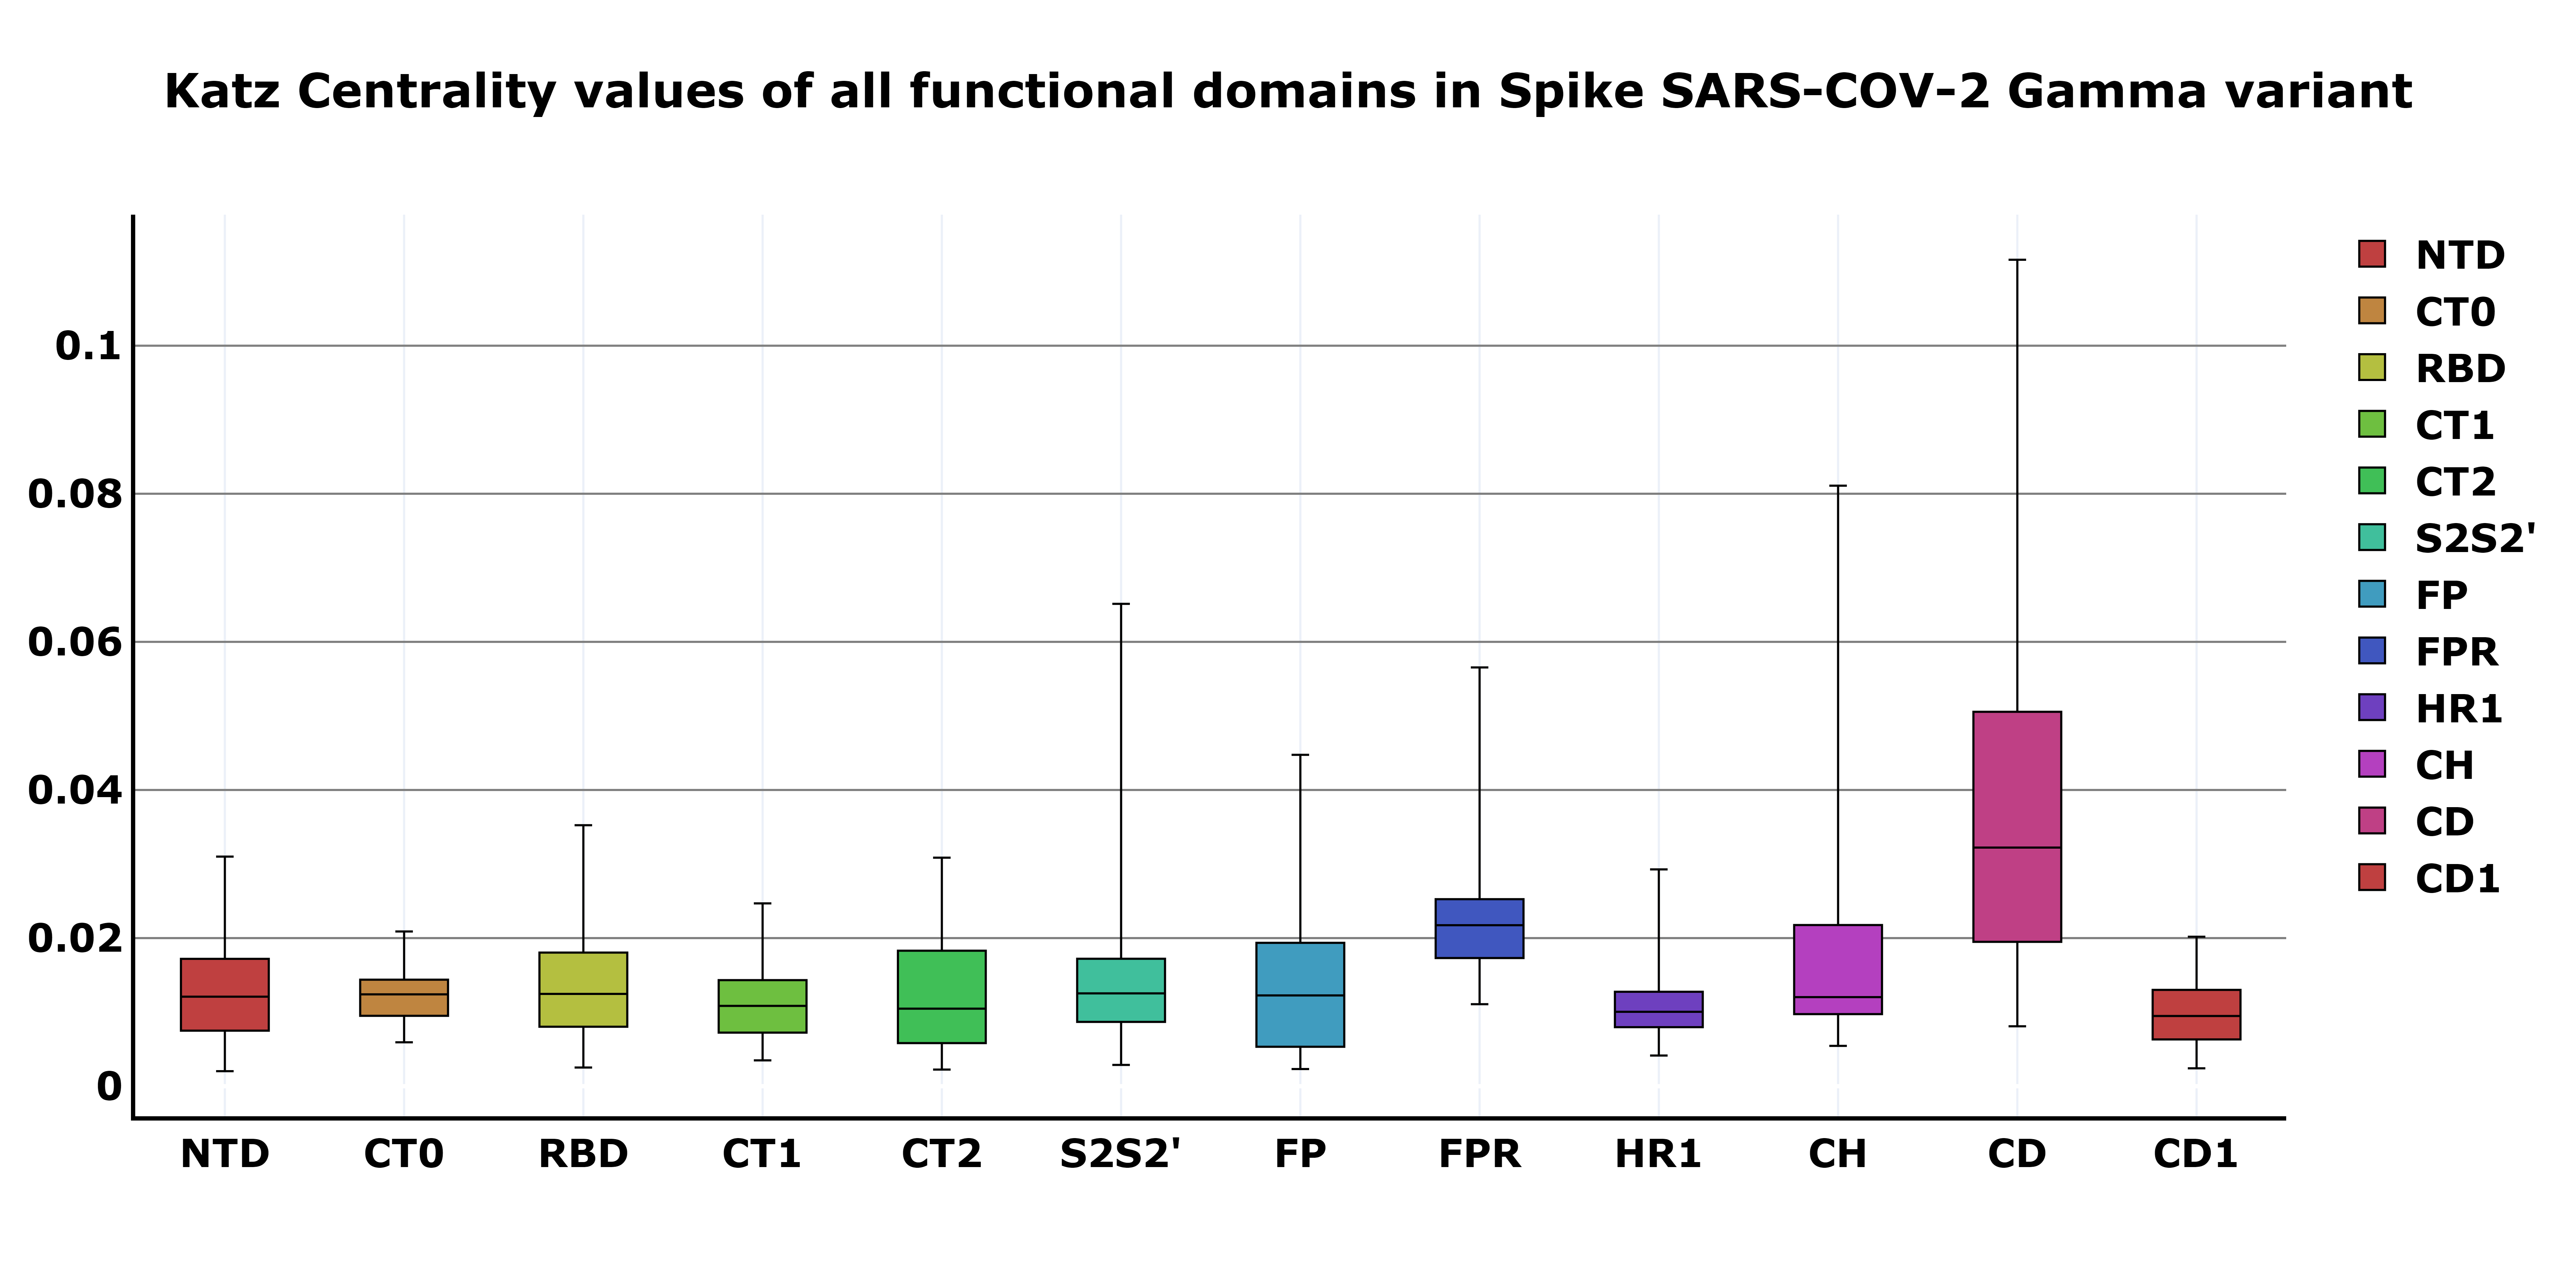 Katz Centrality values of all functional domains in Spike SARS-COV-2 Gamma variant
0.1
0.08
0.06
0.04
0.02
0
NTD
CT0
RBD
CT1
CT2
S2S2'
FP
FPR
HR1
CH
CD
CD1
NTD
CT0
RBD
CT1
CT2
S2S2'
FP
FPR
HR1
CH
CD
CD1